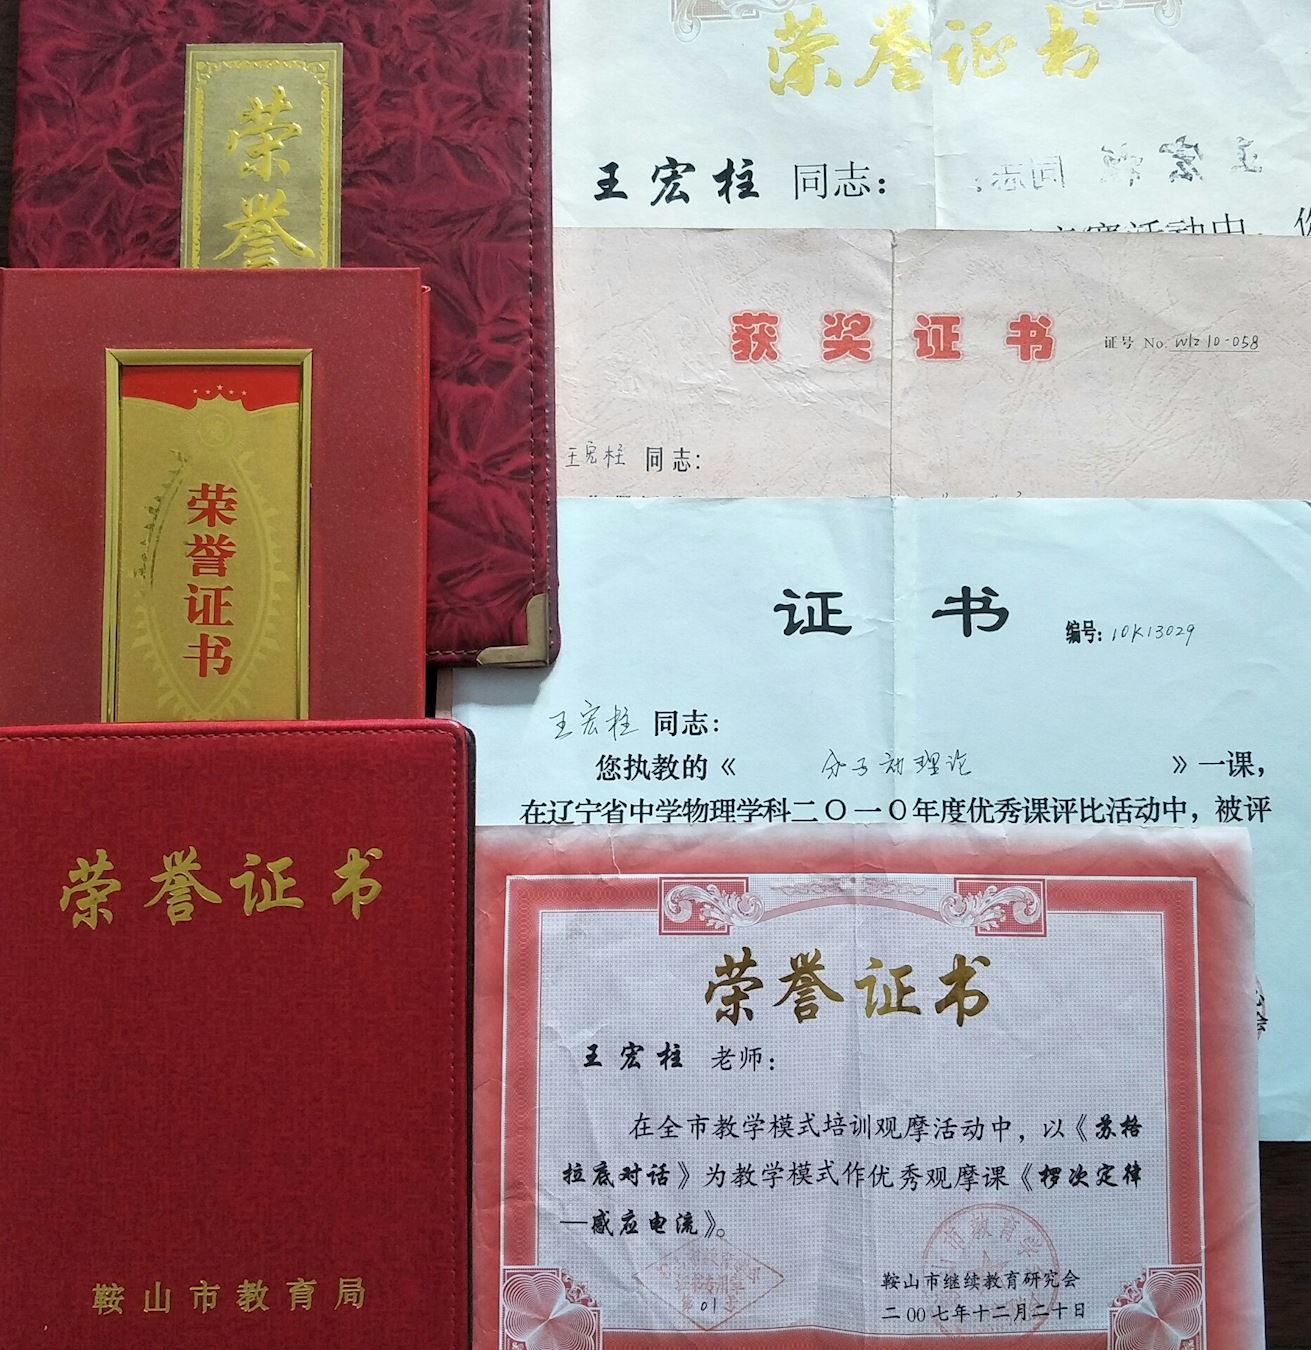 荣誉
荣誉证书
荣誉证书
鞍山市教育局
荣誉证书
王宏柱 同志：
获奖证书 证号 No. wlz10-058
王宏柱 同志：
证书 编号：10K13029
王宏柱 同志：
您执教的《 分子动理论 》一课，
在辽宁省中学物理学科二〇一〇年度优秀课评比活动中，被评
荣誉证书
王宏柱 老师：
在全市教学模式培训观摩活动中，以《苏格
拉底对话》为教学模式作优秀观摩课《楞次定律
—感应电流》。
鞍山市继续教育研究会
二00七年十二月二十日
01